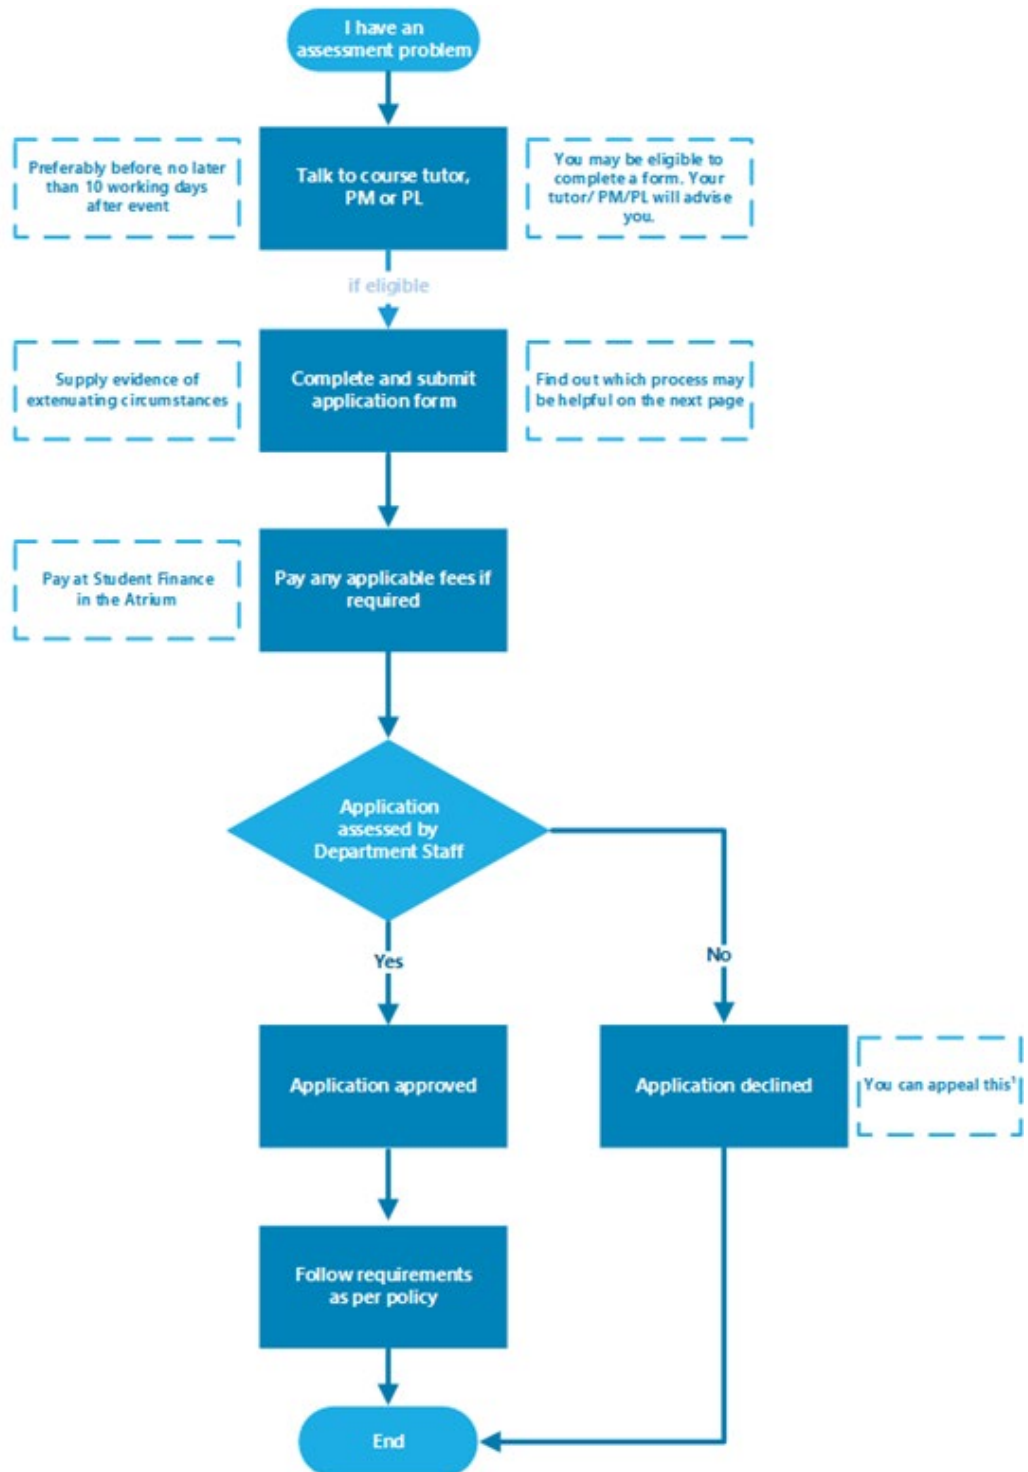 I have an
assessment problem
Preferably before, no later
than 10 working days
after event
Talk to course tutor,
PM or PL
You may be eligible to
complete a form. Your
tutor/ PM/PL will advise
you.
if eligible
Supply evidence of
extenuating circumstances
Complete and submit
application form
Find out which process may
be helpful on the next page
Pay at Student Finance
in the Atrium
Pay any applicable fees if
required
Application
assessed by
Department Staff
Yes
No
Application approved
Application declined
You can appeal this¹
Follow requirements
as per policy
End